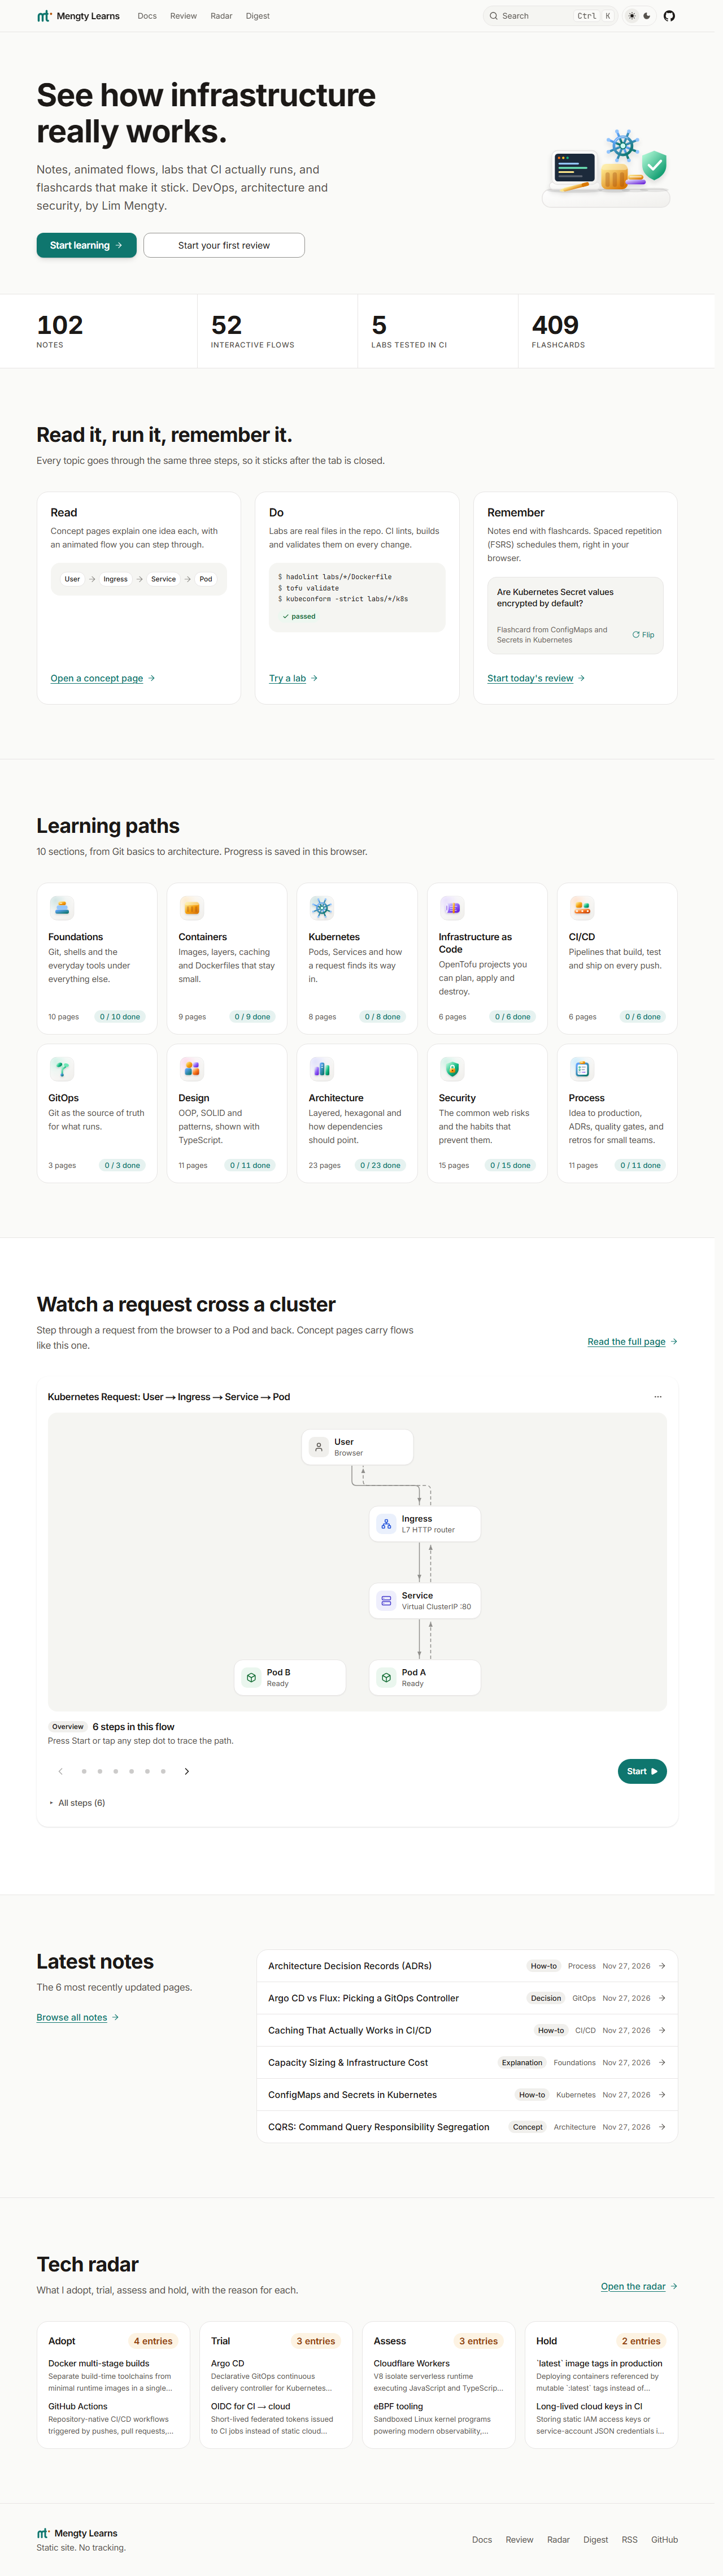 Mengty Learns Docs Review Radar Digest Search Ctrl K
See how infrastructure
really works.
Notes, animated flows, labs that CI actually runs, and
flashcards that make it stick. DevOps, architecture and
security, by Lim Mengty.
Start learning → Start your first review
102 52 5 409
NOTES INTERACTIVE FLOWS LABS TESTED IN CI FLASHCARDS
Read it, run it, remember it.
Every topic goes through the same three steps, so it sticks after the tab is closed.
Read
Concept pages explain one idea each, with
an animated flow you can step through.
User → Ingress → Service → Pod
Open a concept page →
Do
Labs are real files in the repo. CI lints, builds
and validates them on every change.
$ hadolint labs/*/Dockerfile
$ tofu validate
$ kubeconform -strict labs/*/k8s
✓ passed
Try a lab →
Remember
Notes end with flashcards. Spaced repetition
(FSRS) schedules them, right in your
browser.
Are Kubernetes Secret values
encrypted by default?
Flashcard from ConfigMaps and
Secrets in Kubernetes
Flip
Start today's review →
Learning paths
10 sections, from Git basics to architecture. Progress is saved in this browser.
Foundations
Git, shells and the
everyday tools under
everything else.
10 pages 0 / 10 done
Containers
Images, layers, caching
and Dockerfiles that stay
small.
9 pages 0 / 9 done
Kubernetes
Pods, Services and how
a request finds its way
in.
8 pages 0 / 8 done
Infrastructure as
Code
OpenTofu projects you
can plan, apply and
destroy.
6 pages 0 / 6 done
CI/CD
Pipelines that build, test
and ship on every push.
6 pages 0 / 6 done
GitOps
Git as the source of truth
for what runs.
3 pages 0 / 3 done
Design
OOP, SOLID and
patterns, shown with
TypeScript.
11 pages 0 / 11 done
Architecture
Layered, hexagonal and
how dependencies
should point.
23 pages 0 / 23 done
Security
The common web risks
and the habits that
prevent them.
15 pages 0 / 15 done
Process
Idea to production,
ADRs, quality gates, and
retros for small teams.
11 pages 0 / 11 done
Watch a request cross a cluster
Step through a request from the browser to a Pod and back. Concept pages carry flows
like this one.
Read the full page →
Kubernetes Request: User → Ingress → Service → Pod
User
Browser
Ingress
L7 HTTP router
Service
Virtual ClusterIP :80
Pod B
Ready
Pod A
Ready
Overview 6 steps in this flow
Press Start or tap any step dot to trace the path.
Start
All steps (6)
Latest notes
The 6 most recently updated pages.
Browse all notes →
Architecture Decision Records (ADRs) How-to Process Nov 27, 2026 →
Argo CD vs Flux: Picking a GitOps Controller Decision GitOps Nov 27, 2026 →
Caching That Actually Works in CI/CD How-to CI/CD Nov 27, 2026 →
Capacity Sizing & Infrastructure Cost Explanation Foundations Nov 27, 2026 →
ConfigMaps and Secrets in Kubernetes How-to Kubernetes Nov 27, 2026 →
CQRS: Command Query Responsibility Segregation Concept Architecture Nov 27, 2026 →
Tech radar
What I adopt, trial, assess and hold, with the reason for each.
Open the radar →
Adopt 4 entries
Docker multi-stage builds
Separate build-time toolchains from
minimal runtime images in a single...
GitHub Actions
Repository-native CI/CD workflows
triggered by pushes, pull requests,...
Trial 3 entries
Argo CD
Declarative GitOps continuous
delivery controller for Kubernetes...
OIDC for CI → cloud
Short-lived federated tokens issued
to CI jobs instead of static cloud...
Assess 3 entries
Cloudflare Workers
V8 isolate serverless runtime
executing JavaScript and TypeScrip...
eBPF tooling
Sandboxed Linux kernel programs
powering modern observability,...
Hold 2 entries
`latest` image tags in production
Deploying containers referenced by
mutable `:latest` tags instead of...
Long-lived cloud keys in CI
Storing static IAM access keys or
service-account JSON credentials i...
Mengty Learns
Static site. No tracking.
Docs Review Radar Digest RSS GitHub